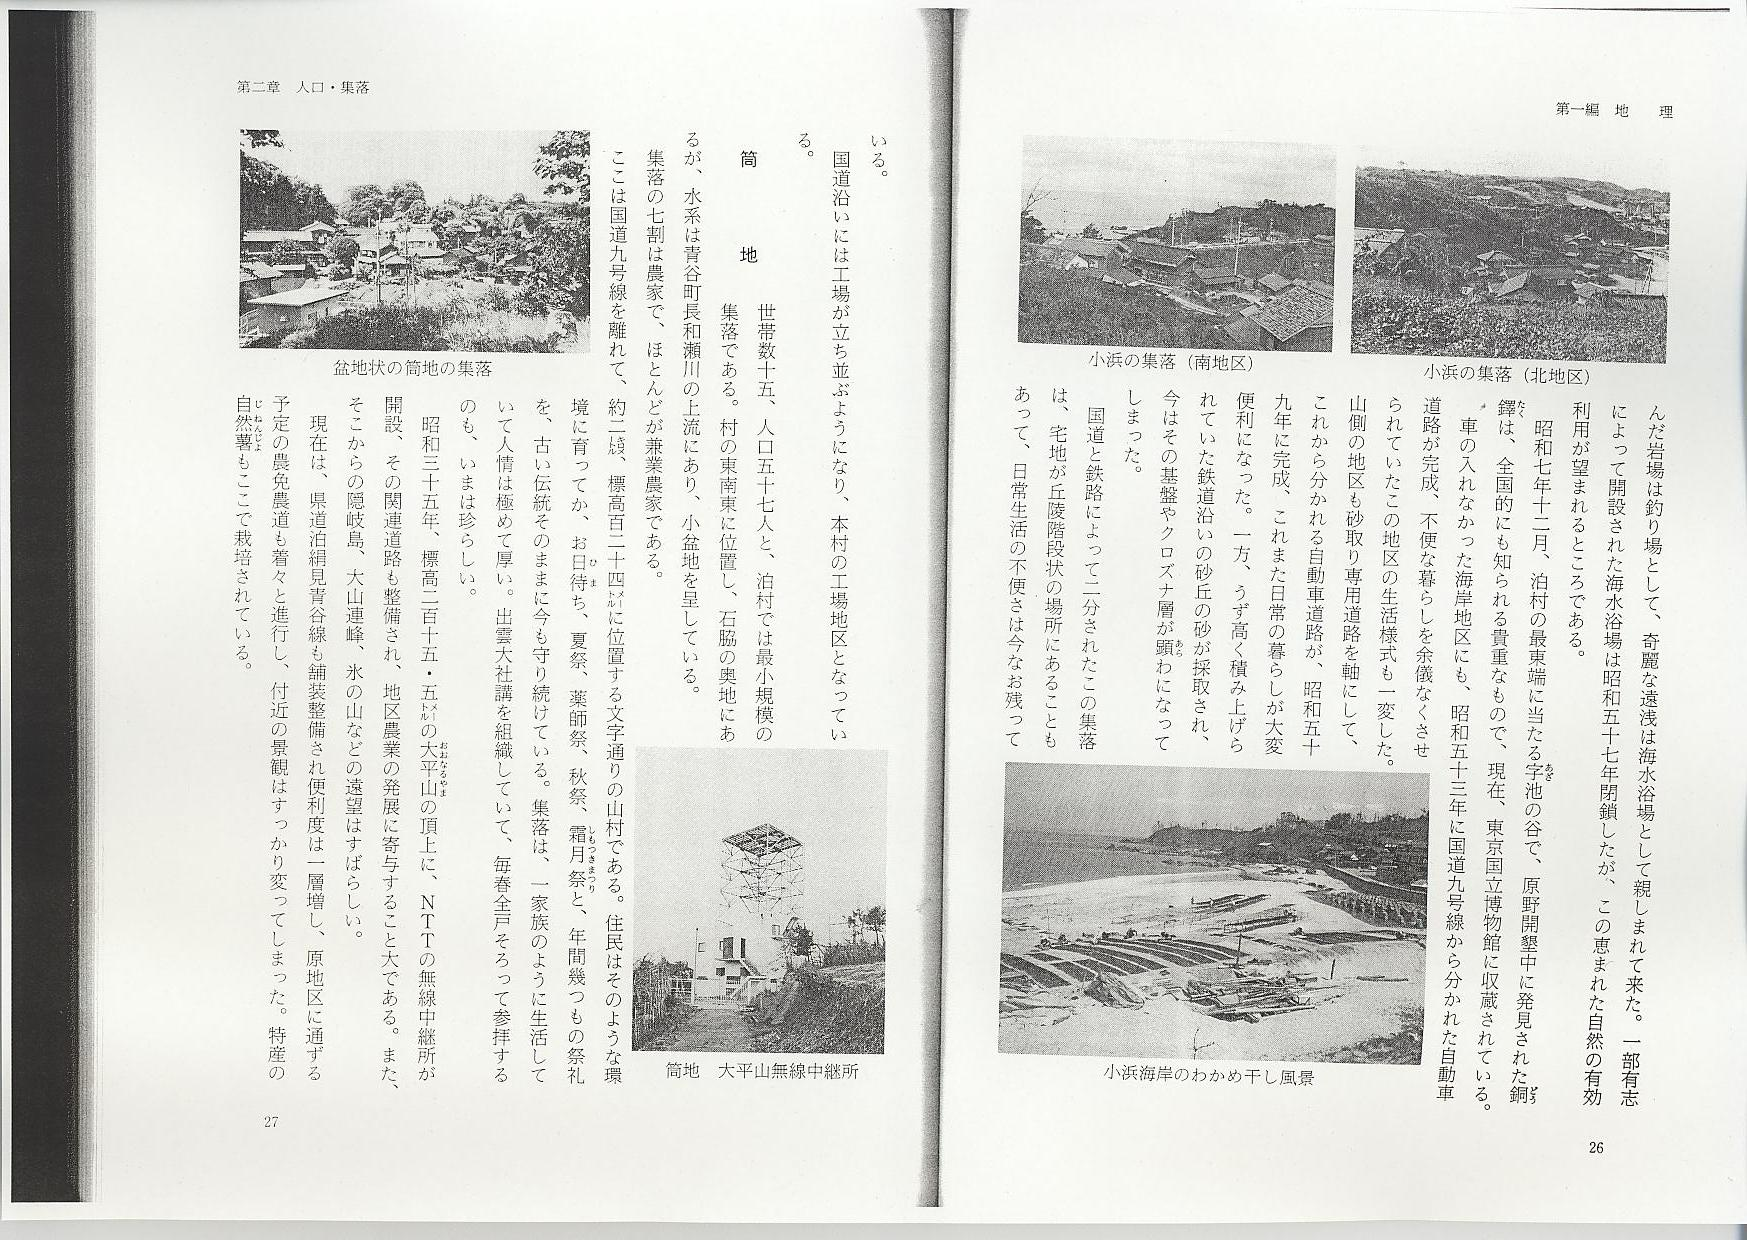 第一編　地　　理
小浜の集落（北地区）
小浜の集落（南地区）
んだ岩場は釣り場として、奇麗な遠浅は海水浴場として親しまれて来た。一部有志
によって開設された海水浴場は昭和五十七年閉鎖したが、この恵まれた自然の有効
利用が望まれるところである。
昭和七年十二月、泊村の最東端に当たる字池の谷で、原野開墾中に発見された銅
鐸は、全国的にも知られる貴重なもので、現在、東京国立博物館に収蔵されている。
車の入れなかった海岸地区にも、昭和五十三年に国道九号線から分かれた自動車
道路が完成、不便な暮らしを余儀なくさせ
られていたこの地区の生活様式も一変した。
山側の地区も砂取り専用道路を軸にして、
これから分かれる自動車道路が、昭和五十
九年に完成、これまた日常の暮らしが大変
便利になった。一方、うず高く積み上げら
れていた鉄道沿いの砂丘の砂が採取され、
今はその基盤やクロズナ層が顕わになって
しまった。
国道と鉄路によって二分されたこの集落
は、宅地が丘陵階段状の場所にあることも
あって、日常生活の不便さは今なお残って
小浜海岸のわかめ干し風景
26
第二章　人口・集落
いる。
国道沿いには工場が立ち並ぶようになり、本村の工場地区となってい
る。
筒　地
世帯数十五、人口五十七人と、泊村では最小規模の
集落である。村の東南東に位置し、石脇の奥地にあ
るが、水系は青谷町長和瀬川の上流にあり、小盆地を呈している。
集落の七割は農家で、ほとんどが兼業農家である。
ここは国道九号線を離れて、約二㌔、標高百二十四㍍に位置する文字通りの山村である。住民はそのような環
境に育ってか、お日待ち、夏祭、薬師祭、秋祭、霜月祭と、年間幾つもの祭礼
を、古い伝統そのままに今も守り続けている。集落は、一家族のように生活して
いて人情は極めて厚い。出雲大社講を組織していて、毎春全戸そろって参拝する
のも、いまは珍らしい。
昭和三十五年、標高二百十五・五㍍の大平山の頂上に、NTTの無線中継所が
開設、その関連道路も整備され、地区農業の発展に寄与すること大である。また、
そこからの隠岐島、大山連峰、氷の山などの遠望はすばらしい。
現在は、県道泊絹見青谷線も舗装整備され便利度は一層増し、原地区に通ずる
予定の農免農道も着々と進行し、付近の景観はすっかり変ってしまった。特産の
自然薯もここで栽培されている。
盆地状の筒地の集落
筒地　大平山無線中継所
27